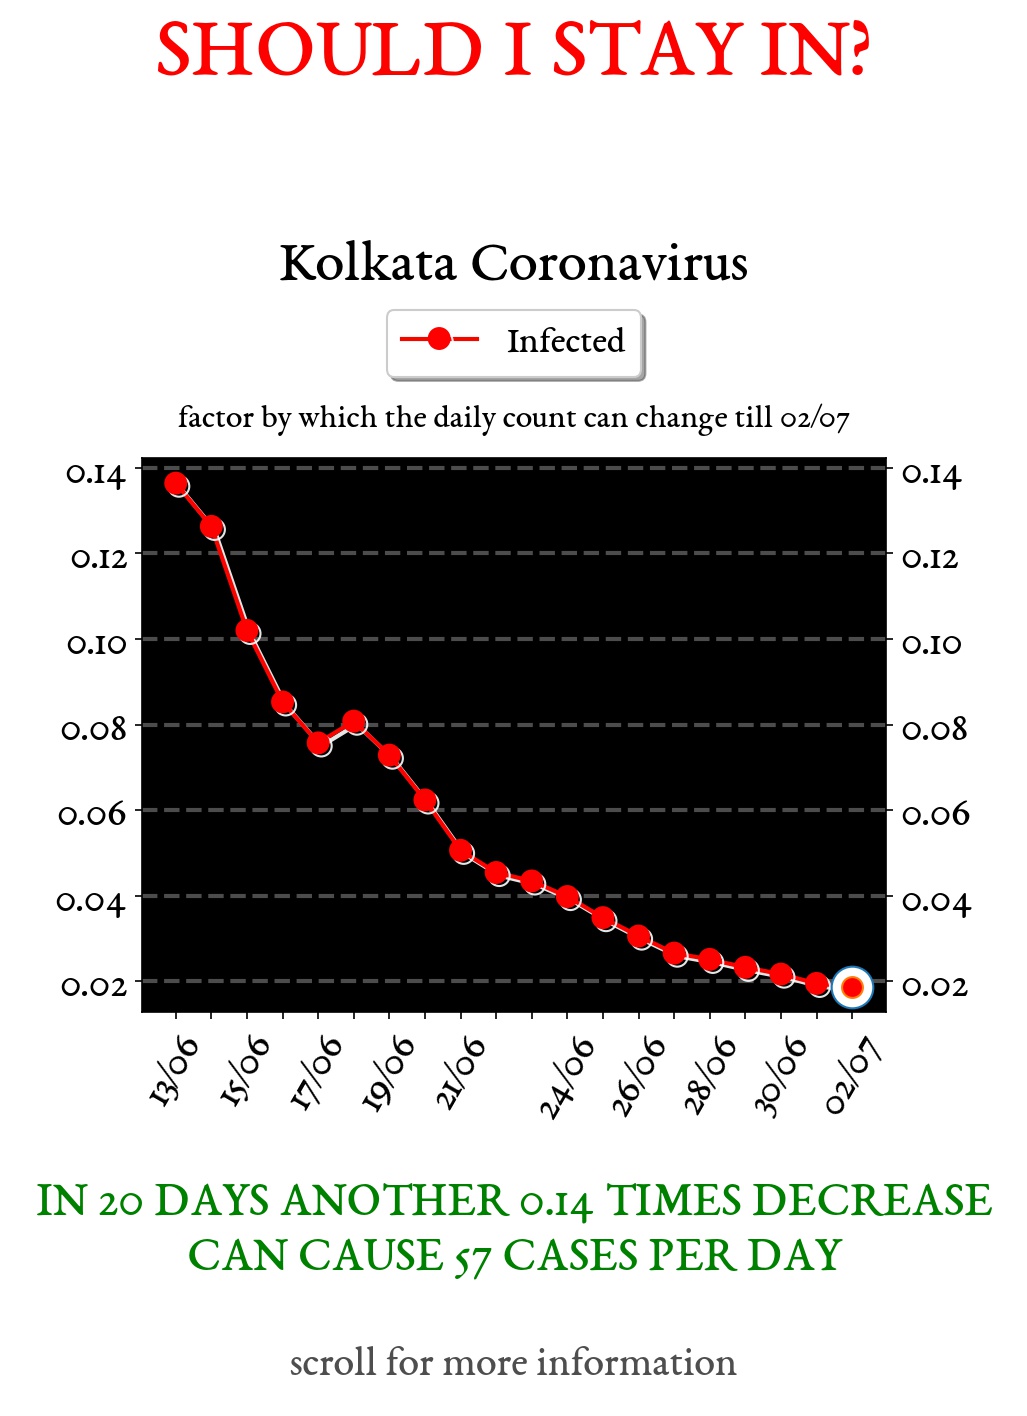 SHOULD I STAY IN?
Kolkata Coronavirus
Infected
factor by which the daily count can change till 02/07
0.14 0.14
0.12 0.12
0.10 0.10
0.08 0.08
0.06 0.06
0.04 0.04
0.02 0.02
13/06 15/06 17/06 19/06 21/06 24/06 26/06 28/06 30/06 02/07
IN 20 DAYS ANOTHER 0.14 TIMES DECREASE
CAN CAUSE 57 CASES PER DAY
scroll for more information